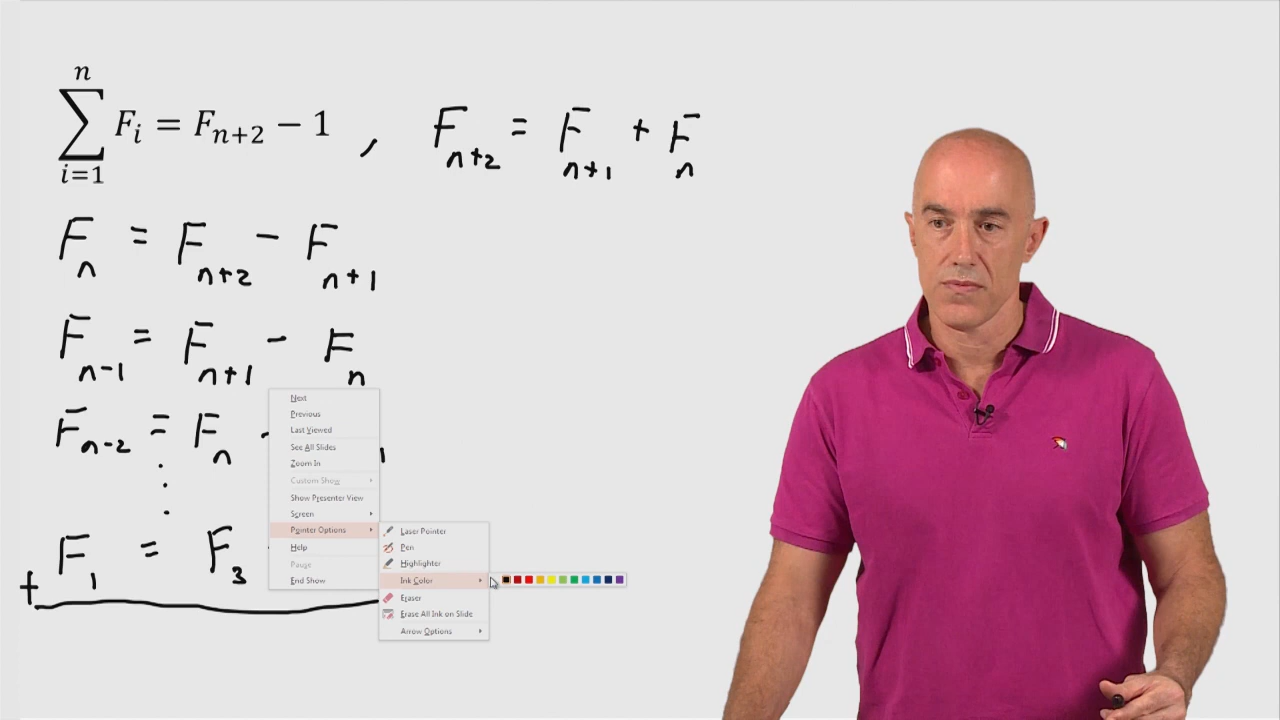 n
∑ F_i = F_{n+2} − 1 , F_{n+2} = F_{n+1} + F_n
i=1
F_n = F_{n+2} − F_{n+1}
F_{n-1} = F_{n+1} − F_n
F_{n-2} = F_n -
⋮
F_1 = F_3 -
+
Next
Previous
Last Viewed
See All Slides
Zoom In
Custom Show
Show Presenter View
Screen
Pointer Options
Help
Pause
End Show
Laser Pointer
Pen
Highlighter
Ink Color
Eraser
Erase All Ink on Slide
Arrow Options